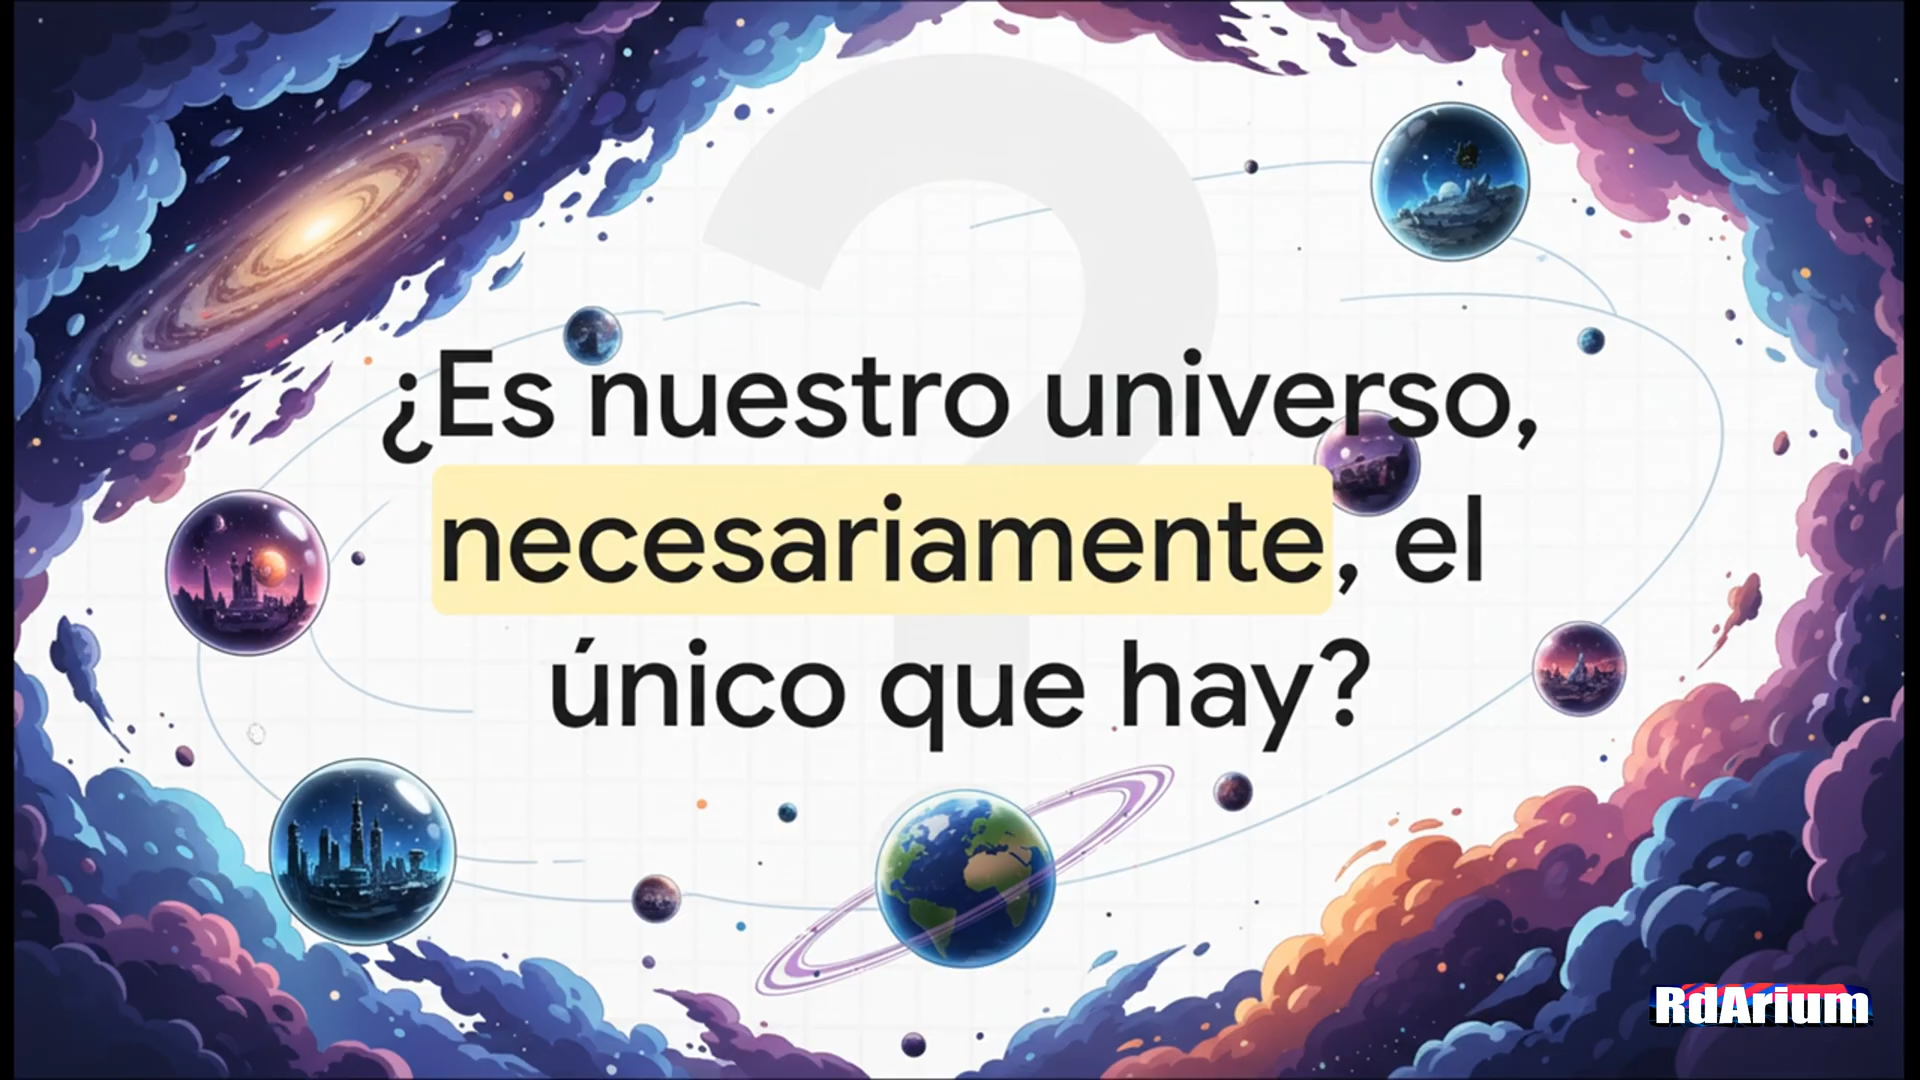 ¿Es nuestro universo,
necesariamente, el
único que hay?
RdArium